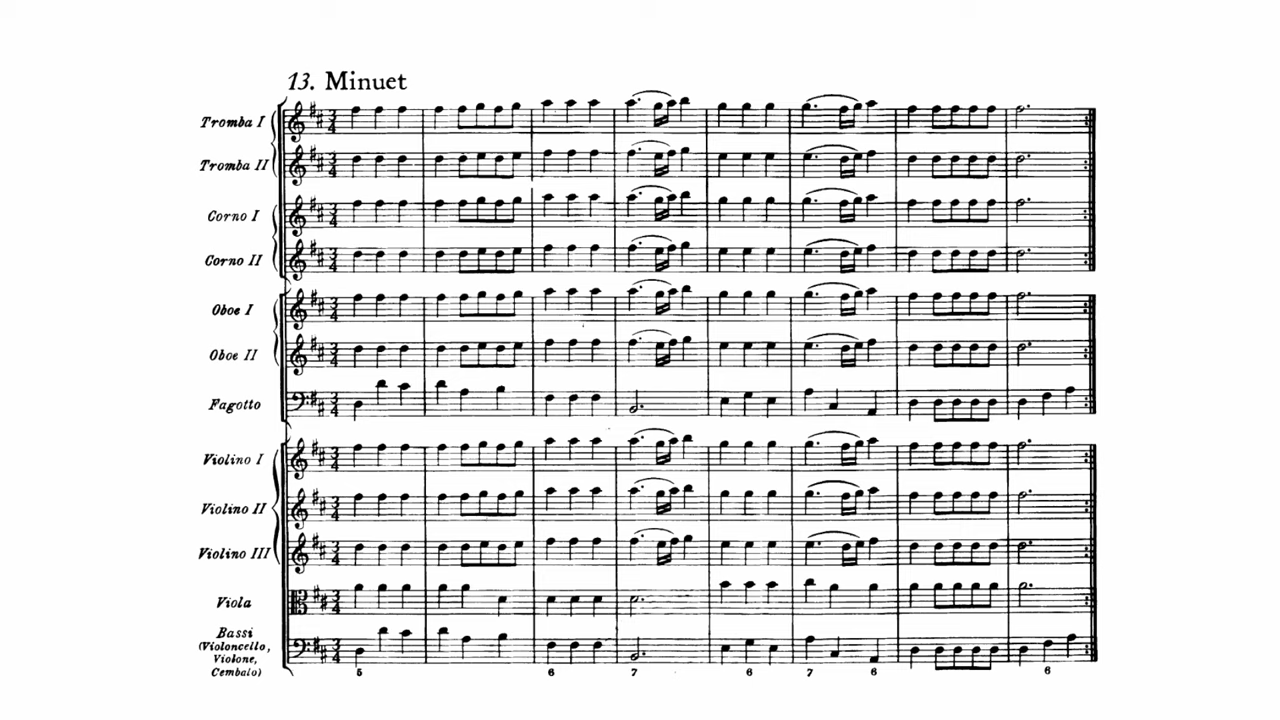 13. Minuet
Tromba I
Tromba II
Corno I
Corno II
Oboe I
Oboe II
Fagotto
Violino I
Violino II
Violino III
Viola
Bassi
(Violoncello,
Violone,
Cembalo)
5 6 7 6 7 6 6